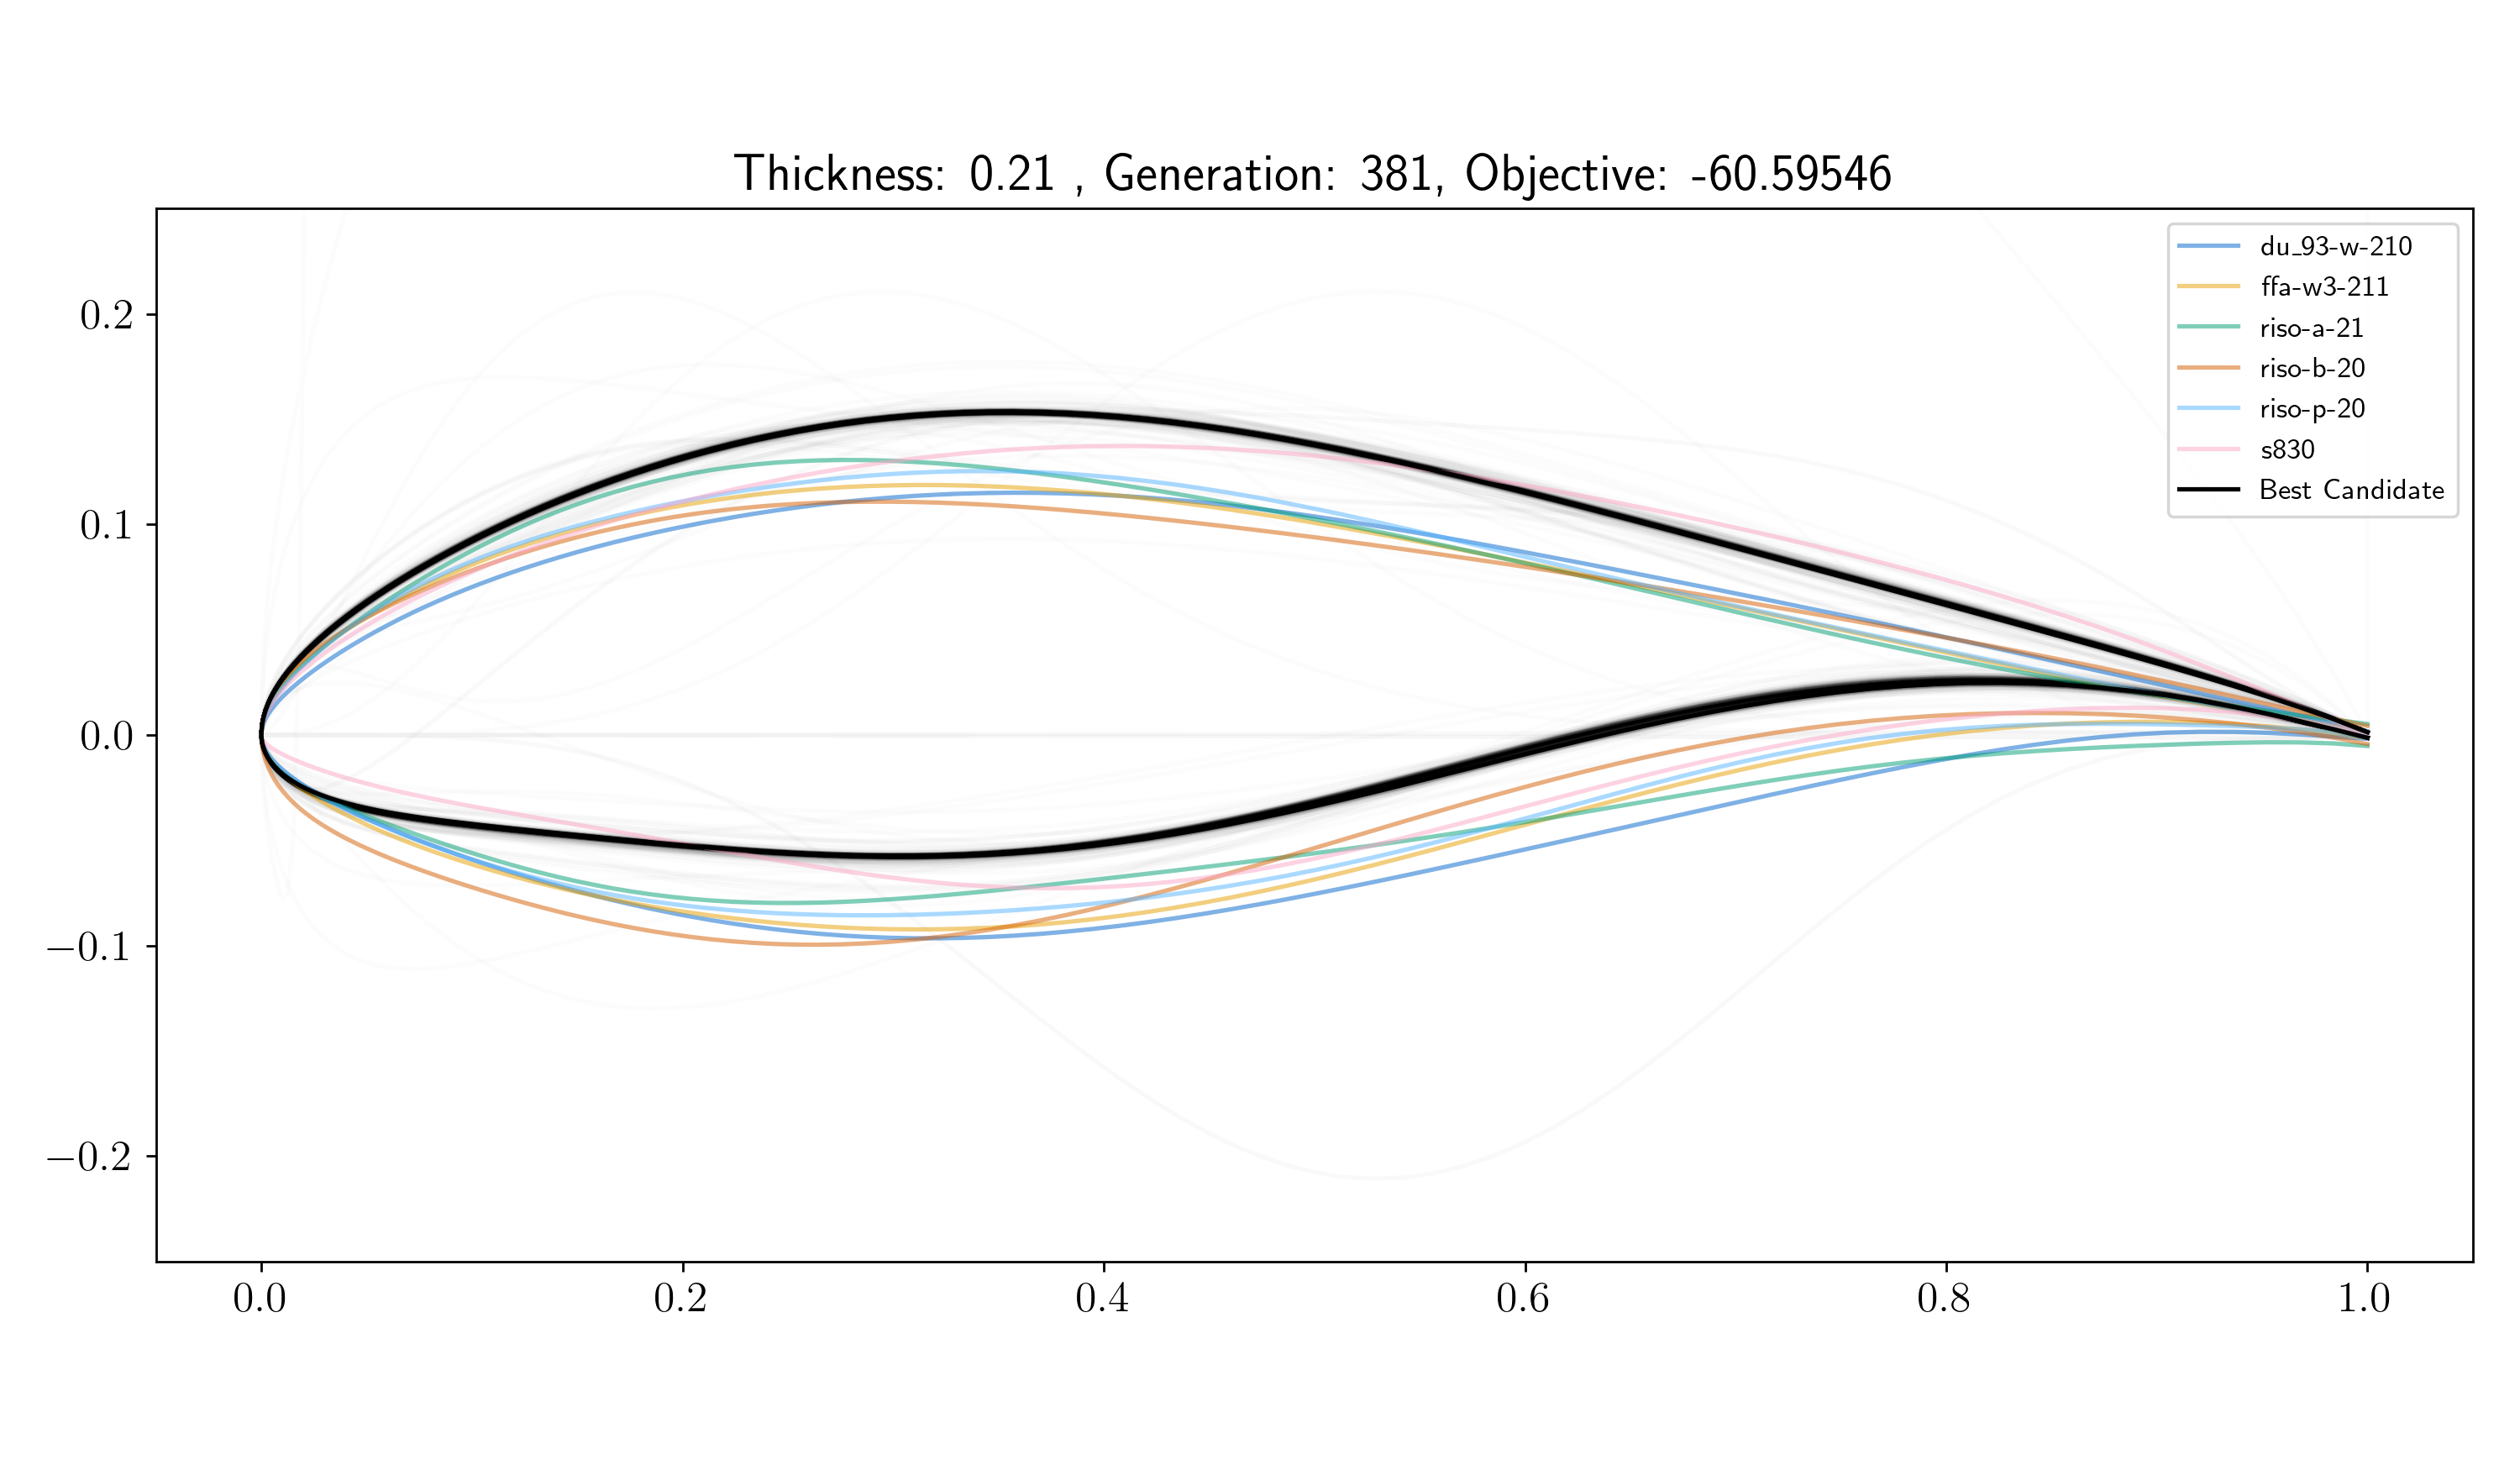 Thickness: 0.21 , Generation: 381, Objective: -60.59546
du_93-w-210
ffa-w3-211
riso-a-21
riso-b-20
riso-p-20
s830
Best Candidate
0.2
0.1
0.0
−0.1
−0.2
0.0 0.2 0.4 0.6 0.8 1.0